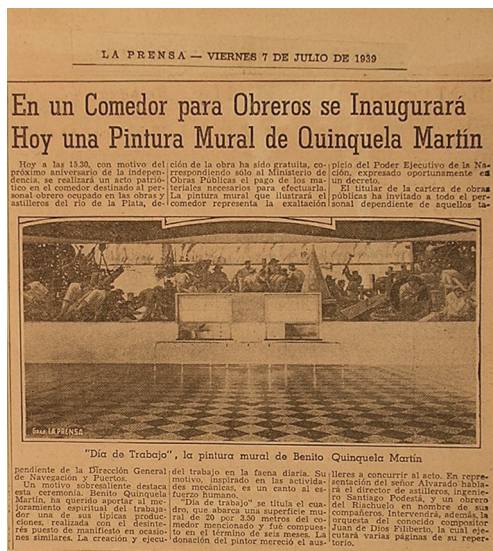 LA PRENSA — VIERNES 7 DE JULIO DE 1939
En un Comedor para Obreros se Inaugurará
Hoy una Pintura Mural de Quinquela Martín
Hoy a las 15.30, con motivo del
próximo aniversario de la indepen-
dencia, se realizará un acto patrió-
tico en el comedor destinado al per-
sonal obrero ocupado en las obras y
astilleros del río de la Plata, de-
ción de la obra ha sido gratuita, co-
rrespondiendo sólo al Ministerio de
Obras Públicas el pago de los ma-
teriales necesarios para efectuarla.
La pintura mural que ilustrará el
comedor representa la exaltación
picio del Poder Ejecutivo de la Na-
ción, expresado oportunamente en
un decreto.
El titular de la cartera de obras
públicas ha invitado a todo el per-
sonal dependiente de aquellos ta-
Grab. LA PRENSA
"Día de Trabajo", la pintura mural de Benito Quinquela Martín
pendiente de la Dirección General
de Navegación y Puertos.
Un motivo sobresaliente destaca
esta ceremonia. Benito Quinquela
Martín, ha querido aportar al me-
joramiento espiritual del trabaja-
dor una de sus típicas produc-
ciones, realizada con el desinte-
rés puesto de manifiesto en ocasio-
nes similares. La creación y ejecu-
del trabajo en la faena diaria. Su
motivo, inspirado en las activida-
des mecánicas, es un canto al es-
fuerzo humano.
"Día de trabajo" se titula el cua-
dro, que abarca una superficie mu-
ral de 20 por 3.50 metros del co-
medor mencionado y fué compues-
to en el término de seis meses. La
donación del pintor mereció el aus-
lleres a concurrir al acto. En repre-
sentación del señor Alvarado habla-
rá el director de astilleros, ingenie-
ro Santiago Podestá, y un obrero
del Riachuelo en nombre de sus
compañeros. Intervendrá, además, la
orquesta del conocido compositor
Juan de Dios Filiberto, la cual ejecu-
tará varias páginas de su reper-
torio.